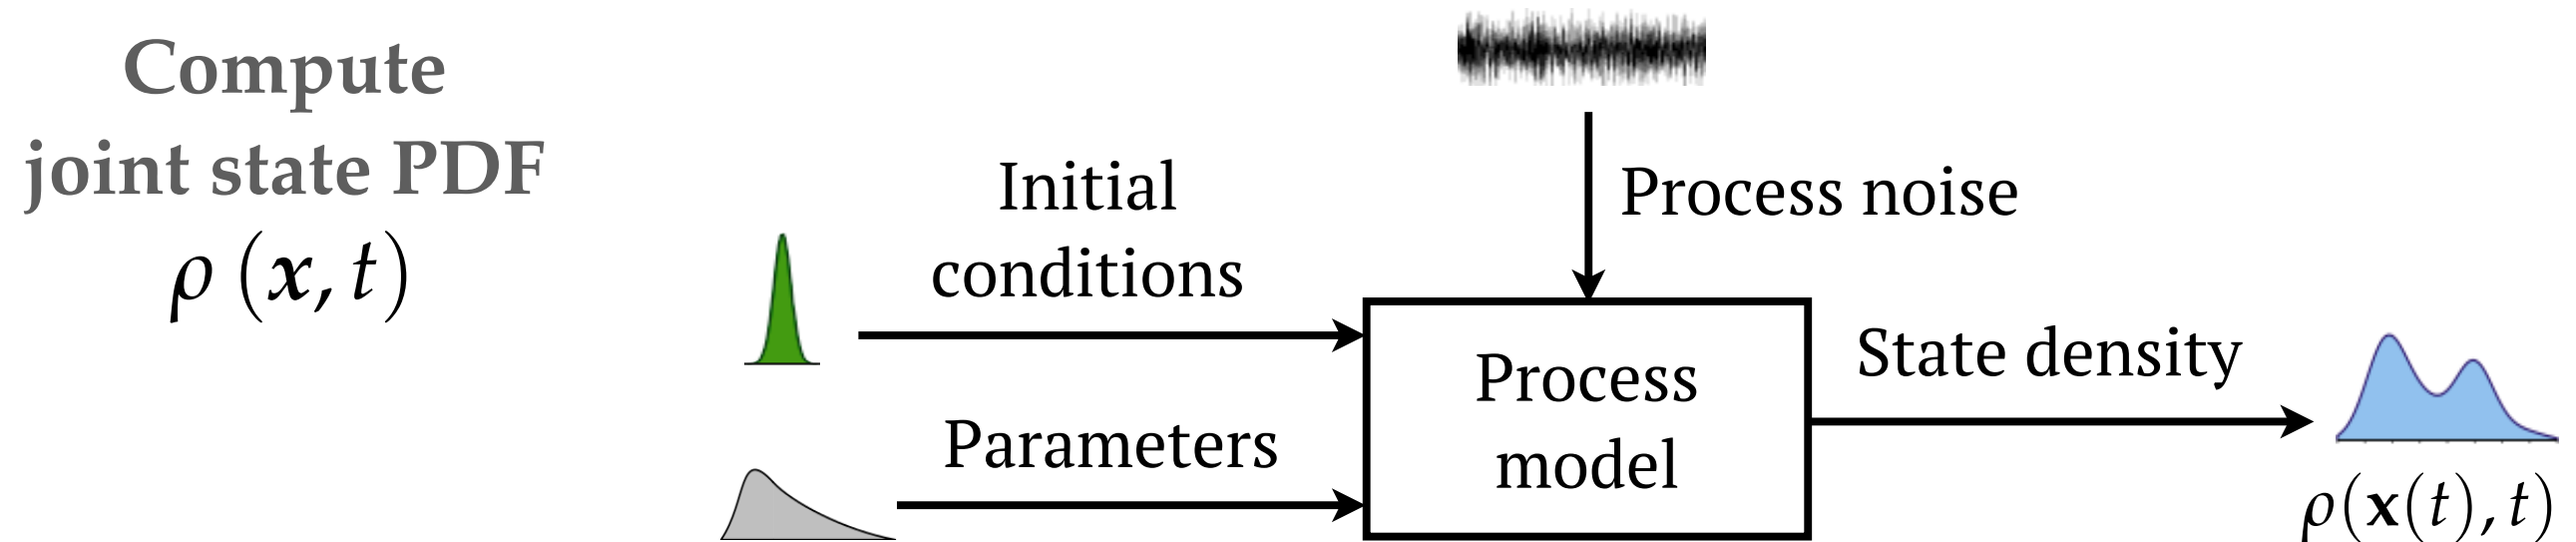 Compute
joint state PDF
ρ (x, t)
Initial
conditions
Parameters
Process noise
Process
model
State density
ρ(x(t), t)